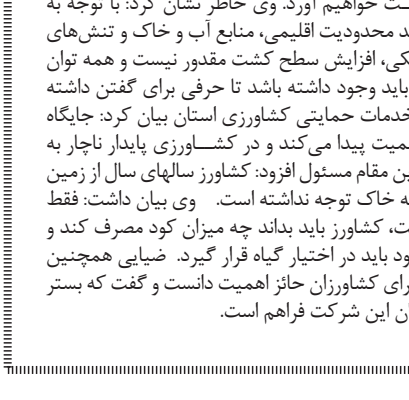 ـت خواهیم آورد. وی خاطر نشان کرد: با توجه به
د محدودیت اقلیمی، منابع آب و خاک و تنش‌های
کی، افزایش سطح کشت مقدور نیست و همه توان
باید وجود داشته باشد تا حرفی برای گفتن داشته
خدمات حمایتی کشاورزی استان بیان کرد: جایگاه
میت پیدا می‌کند و در کشــاورزی پایدار ناچار به
ین مقام مسئول افزود: کشاورز سالهای سال از زمین
ه خاک توجه نداشته است. وی بیان داشت: فقط
ت، کشاورز باید بداند چه میزان کود مصرف کند و
ود باید در اختیار گیاه قرار گیرد. ضیایی همچنین
رای کشاورزان حائز اهمیت دانست و گفت که بستر
ان این شرکت فراهم است.